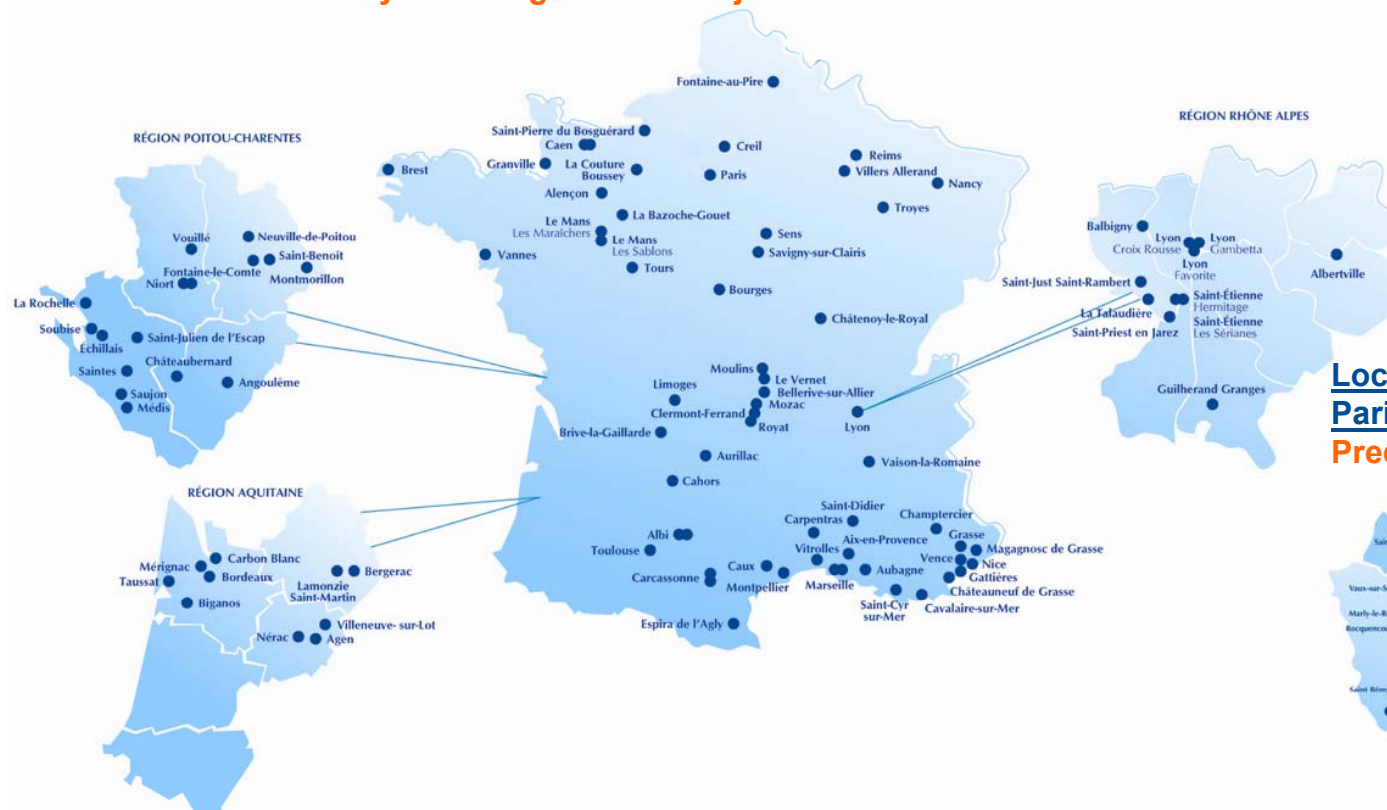 RÉGION POITOU-CHARENTES
Vouillé
Neuville-de-Poitou
Saint-Benoit
Fontaine-le-Comte
Montmorillon
Niort
La Rochelle
Soubise
Échillais
Saint-Julien de l'Escap
Châteaubernard
Saintes
Angoulême
Saujon
Médis
RÉGION AQUITAINE
Carbon Blanc
Mérignac
Bordeaux
Taussat
Biganos
Bergerac
Lamonzie
Saint-Martin
Villeneuve- sur-Lot
Nérac
Agen
Fontaine-au-Pire
Saint-Pierre du Bosguérard
Caen
Creil
Reims
Granville
La Couture
Boussey
Brest
Paris
Villers Allerand
Nancy
Alençon
Troyes
La Bazoche-Gouet
Le Mans
Les Maraîchers
Le Mans
Les Sablons
Sens
Savigny-sur-Clairis
Vannes
Tours
Bourges
Châtenoy-le-Royal
Moulins
Le Vernet
Limoges
Bellerive-sur-Allier
Mozac
Clermont-Ferrand
Royat
Lyon
Brive-la-Gaillarde
Aurillac
Vaison-la-Romaine
Cahors
Saint-Didier
Champtercier
Carpentras
Albi
Aix-en-Provence
Grasse
Toulouse
Vitrolles
Magagnosc de Grasse
Vence
Nice
Caux
Aubagne
Gattières
Carcassonne
Montpellier
Marseille
Châteauneuf de Grasse
Saint-Cyr
sur-Mer
Cavalaire-sur-Mer
Espira de l'Agly
RÉGION RHÔNE ALPES
Balbigny
Lyon
Croix Rousse
Lyon
Gambetta
Lyon
Favorite
Albertville
Saint-Just Saint-Rambert
Saint-Étienne
Hermitage
La Talaudière
Saint-Étienne
Les Sérianes
Saint-Priest en Jarez
Guilherand Granges
Loc
Pari